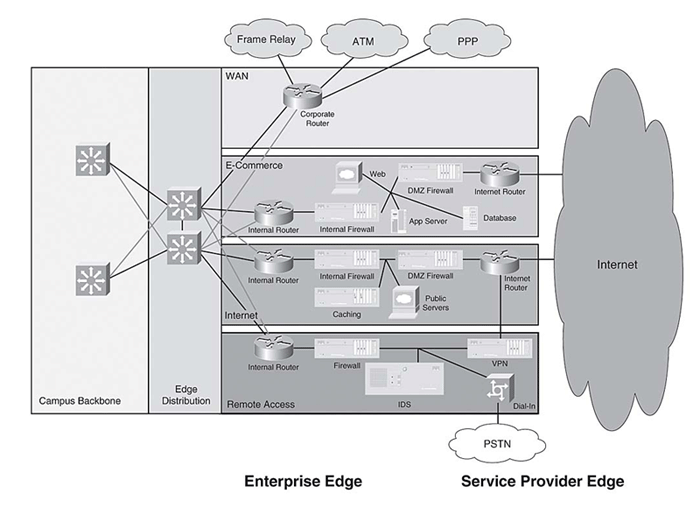 Frame Relay
ATM
PPP
WAN
Corporate
Router
E-Commerce
Web
DMZ Firewall
Internet Router
Internal Router
Internal Firewall
App Server
Database
Internal Router
Internal Firewall
DMZ Firewall
Internet
Router
Internet
Caching
Public
Servers
Internet
Internal Router
Firewall
VPN
IDS
Dial-In
Remote Access
Campus Backbone
Edge
Distribution
PSTN
Enterprise Edge
Service Provider Edge